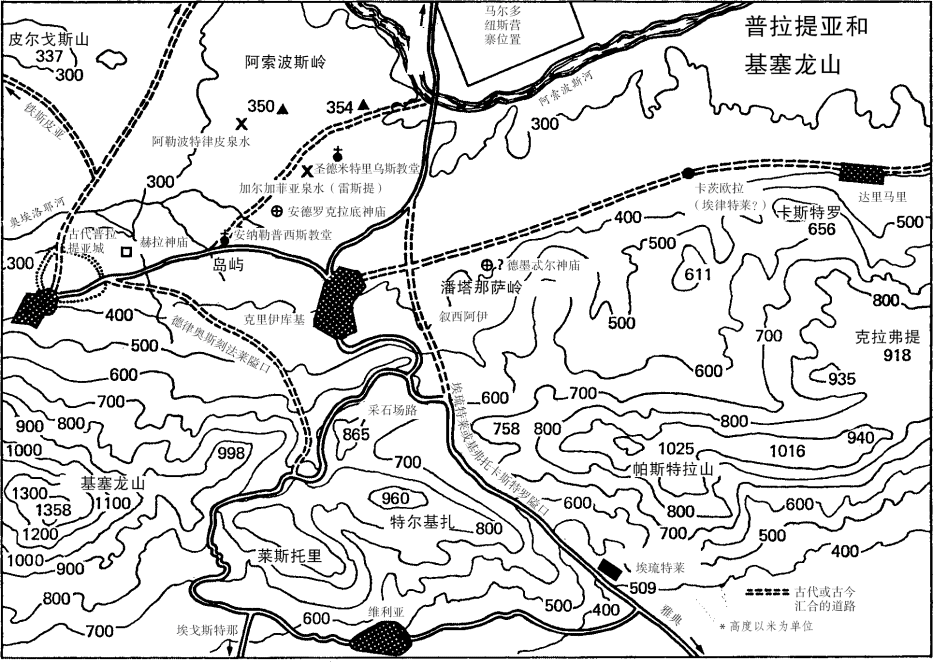 普拉提亚和
基塞龙山
马尔多
纽斯营
寨位置
皮尔戈斯山
337
300
阿索波斯岭
350
354
阿索波斯河
300
铁斯皮亚
阿勒波特律皮泉水
圣德米特里乌斯教堂
加尔加菲亚泉水（雷斯提）
300
安德罗克拉底神庙
安纳勒普西斯教堂
奥埃洛那河
古代普拉
提亚城
赫拉神庙
岛屿
300
卡茨欧拉
（埃律特莱？）
达里马里
卡斯特罗
656
400
500
500
611
？德墨忒尔神庙
潘塔那萨岭
叙西阿伊
克里伊库基
400
500
德律奥斯刻法莱隘口
500
600
700
800
克拉弗提
918
935
700
600
700
600
700
900
800
1000
998
采石场路
865
埃琉特莱或基弗托卡斯特罗隘口
758
800
800
1025
1016
940
帕斯特拉山
基塞龙山
1300
1358
1100
1200
1000
900
800
700
700
960
特尔基扎
800
莱斯托里
600
800
700
600
500
400
埃琉特莱
509
500
400
600
维利亚
埃戈斯特那
雅典
古代或古今
汇合的道路
* 高度以米为单位